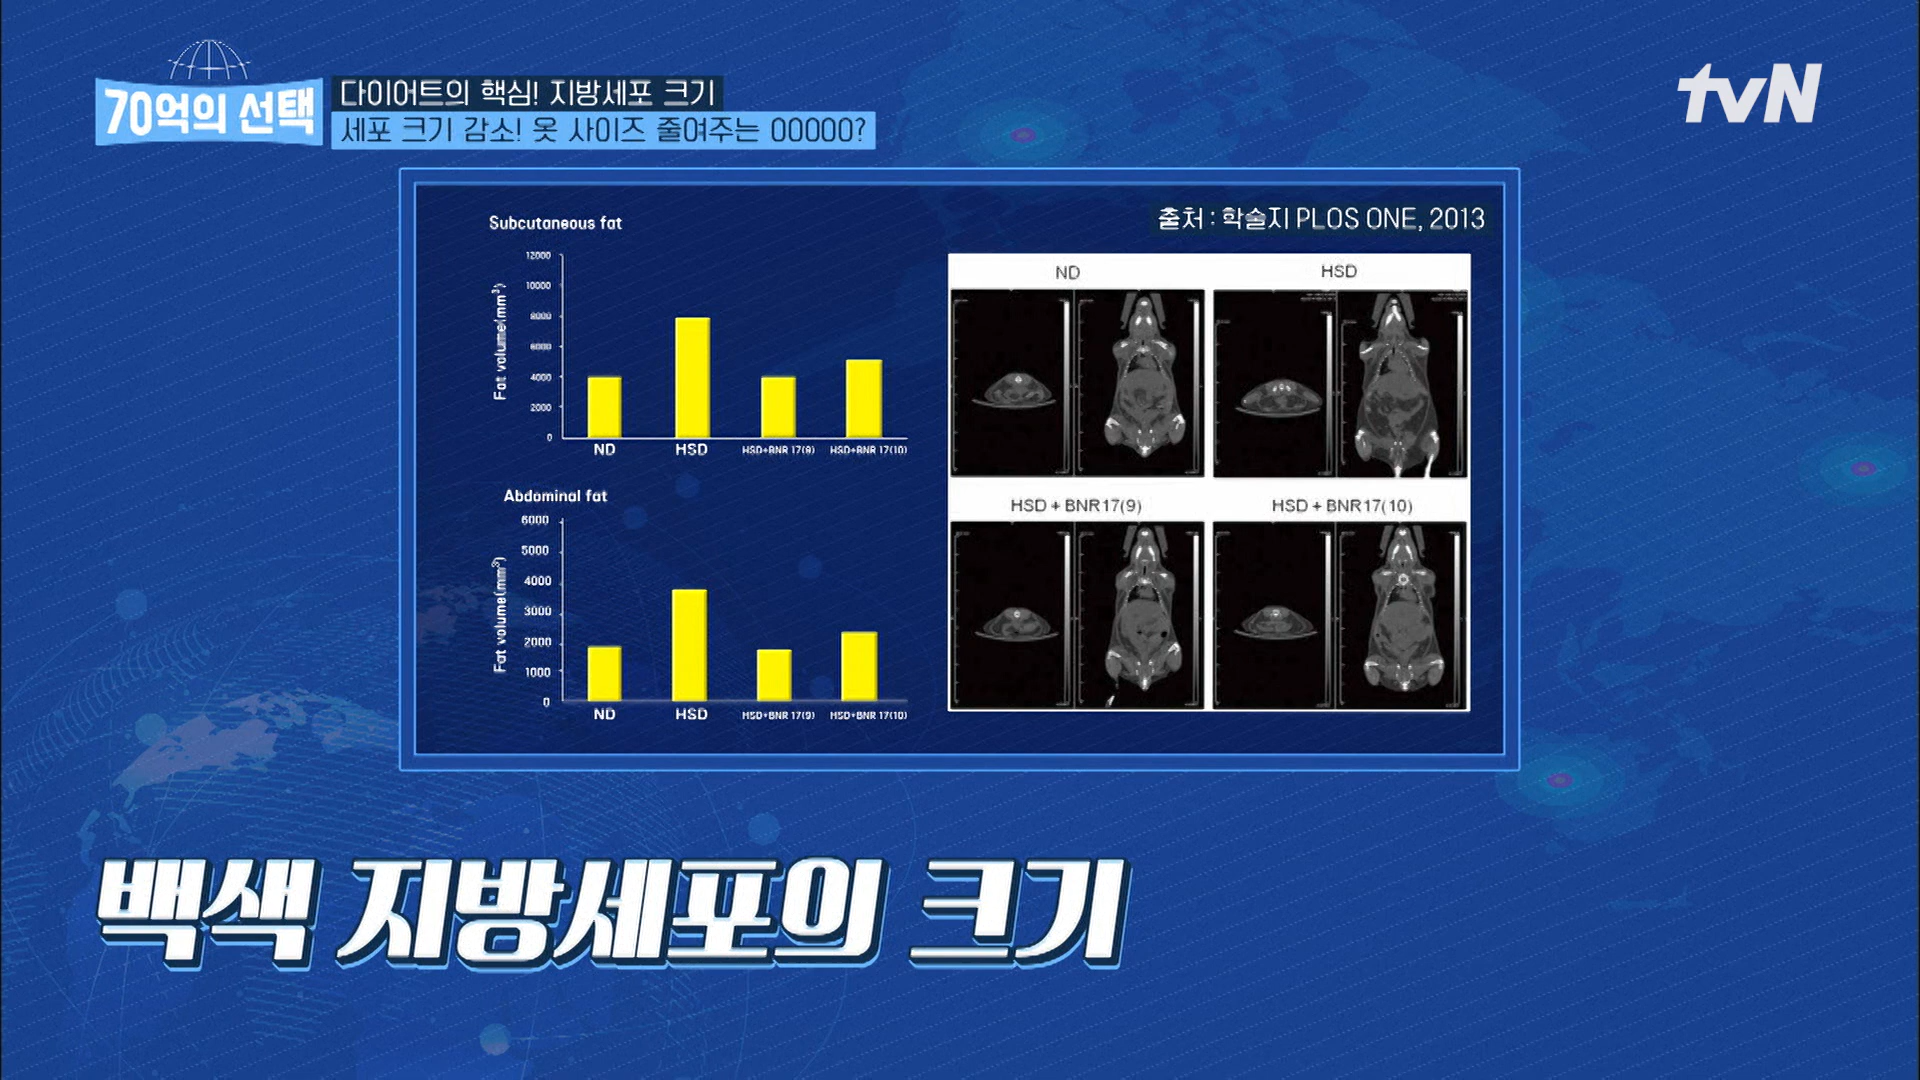 70억의 선택
다이어트의 핵심! 지방세포 크기
세포 크기 감소! 옷 사이즈 줄여주는 OOOOO?
tvN
출처 : 학술지 PLOS ONE, 2013
Subcutaneous fat
Fat volume(mm³)
12000
10000
8000
6000
4000
2000
0
ND HSD HSD+BNR 17(9) HSD+BNR 17(10)
Abdominal fat
Fat volume(mm³)
6000
5000
4000
3000
2000
1000
0
ND HSD HSD+BNR 17(9) HSD+BNR 17(10)
ND HSD
HSD + BNR17(9) HSD + BNR17(10)
백색 지방세포의 크기